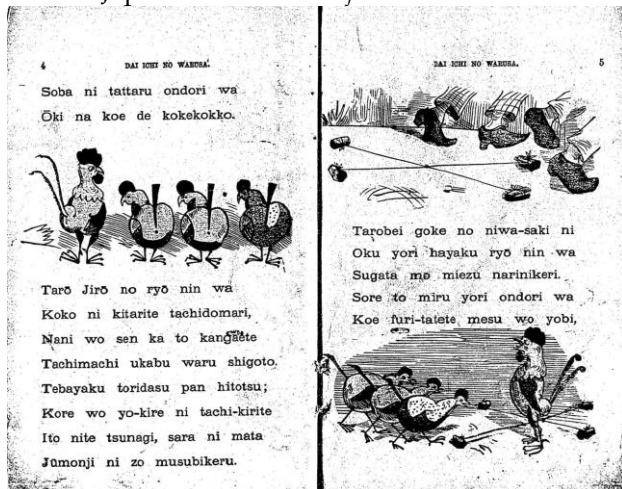 4
DAI ICHI NO WARUSA.
Soba ni tattaru ondori wa
Ōki na koe de kokekokko.
Tarō Jirō no ryō nin wa
Koko ni kitarite tachidomari,
Nani wo sen ka to kangaete
Tachimachi ukabu waru shigoto.
Tebayaku toridasu pan hitotsu;
Kore wo yo-kire ni tachi-kirite
Ito nite tsunagi, sara ni mata
Jūmonji ni zo musubikeru.
DAI ICHI NO WARUSA.
5
Tarobei goke no niwa-saki ni
Oku yori hayaku ryō nin wa
Sugata mo miezu narinikeri.
Sore to miru yori ondori wa
Koe furi-tatete mesu wo yobi,